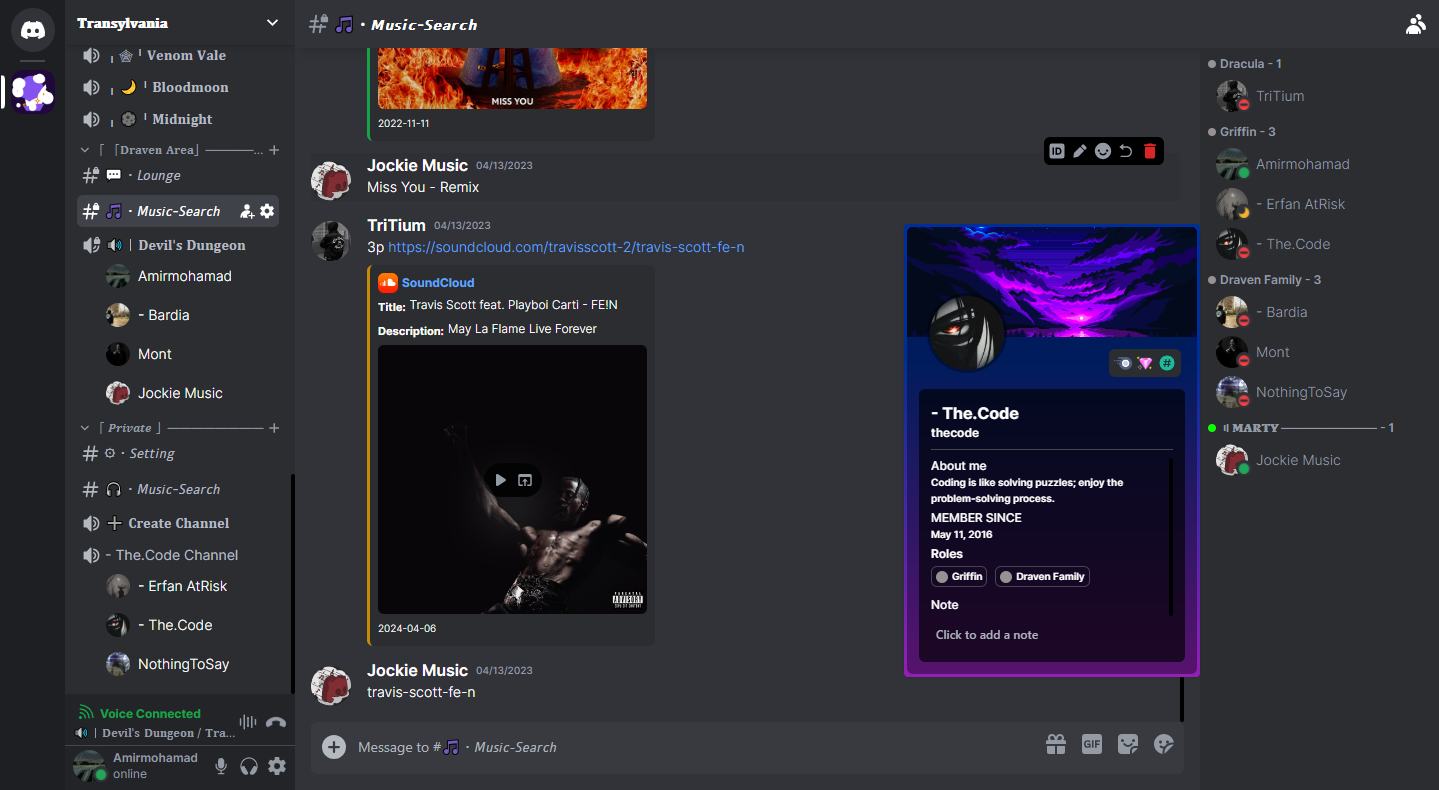 Transylvania
╷ ╵ Venom Vale
╷ 🌙 ╵ Bloodmoon
╷ ╵ Midnight
⌈ ⌈Draven Area⌋ ————...
💬 · Lounge
🎵 · Music-Search
🔊 | Devil's Dungeon
Amirmohamad
- Bardia
Mont
Jockie Music
⌈ Private ⌋ ————————
⚙ · Setting
🎧 · Music-Search
Create Channel
- The.Code Channel
- Erfan AtRisk
- The.Code
NothingToSay
Voice Connected
🔊 | Devil's Dungeon / Tra...
Amirmohamad
online
🎵 · Music-Search
MISS YOU
2022-11-11
Jockie Music 04/13/2023
Miss You - Remix
ID
TriTium 04/13/2023
3p https://soundcloud.com/travisscott-2/travis-scott-fe-n
SoundCloud
Title: Travis Scott feat. Playboi Carti - FE!N
Description: May La Flame Live Forever
PARENTAL
ADVISORY
EXPLICIT CONTENT
2024-04-06
Jockie Music 04/13/2023
travis-scott-fe-n
Message to # 🎵 · Music-Search
GIF
- The.Code
thecode
About me
Coding is like solving puzzles; enjoy the
problem-solving process.
MEMBER SINCE
May 11, 2016
Roles
Griffin
Draven Family
Note
Click to add a note
Dracula - 1
TriTium
Griffin - 3
Amirmohamad
- Erfan AtRisk
- The.Code
Draven Family - 3
- Bardia
Mont
NothingToSay
MARTY ———————— - 1
Jockie Music